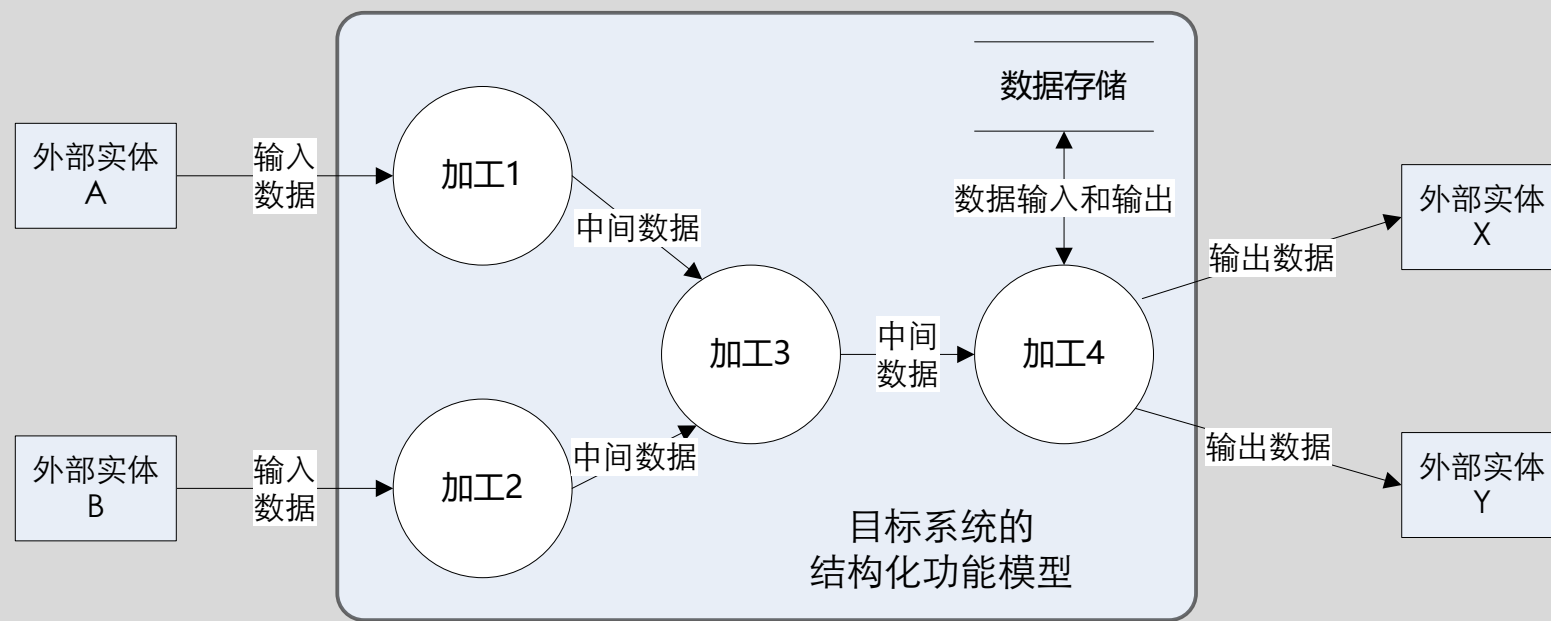 外部实体
A
输入
数据
加工1
中间数据
外部实体
B
输入
数据
加工2
中间数据
加工3
中间
数据
数据存储
数据输入和输出
加工4
输出数据
外部实体
X
输出数据
外部实体
Y
目标系统的
结构化功能模型